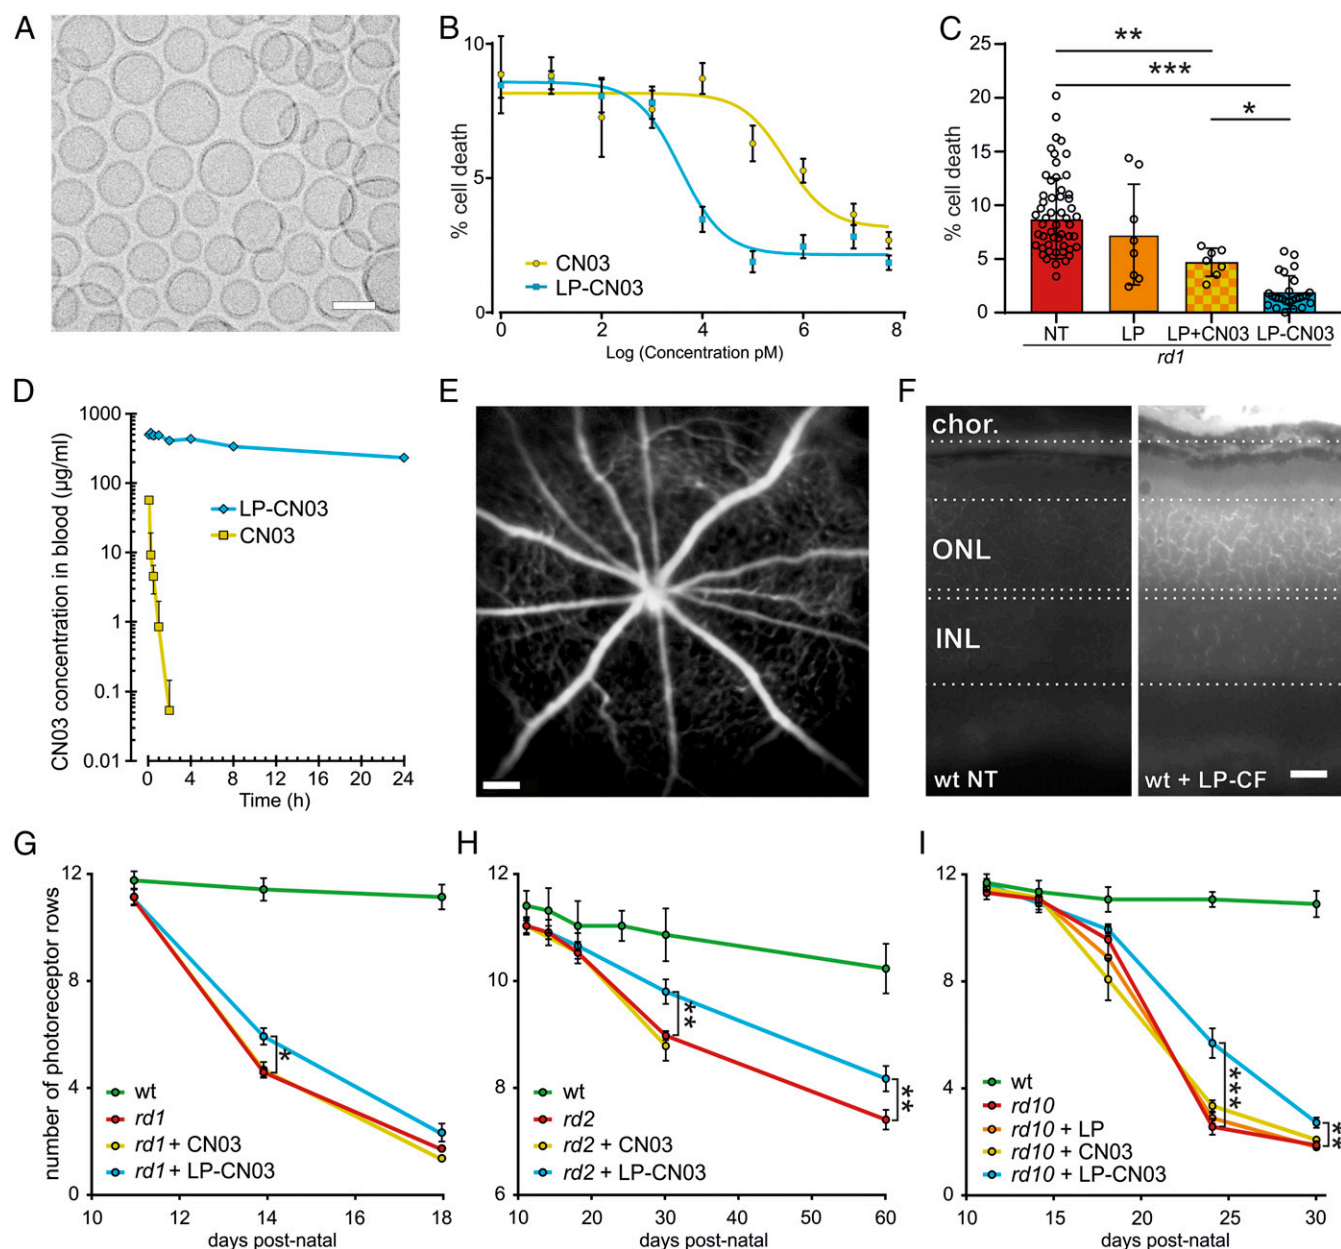 A
B
C
10
5
0
% cell death
CN03
LP-CN03
0
2
4
6
8
Log (Concentration pM)
25
20
15
10
5
0
% cell death
**
***
*
NT
LP
LP+CN03
LP-CN03
rd1
D
E
F
1000
100
10
1
0.1
0.01
CN03 concentration in blood (µg/ml)
LP-CN03
CN03
0
4
8
12
16
20
24
Time (h)
chor.
ONL
INL
wt NT
wt + LP-CF
G
H
I
12
8
4
0
number of photoreceptor rows
*
wt
rd1
rd1 + CN03
rd1 + LP-CN03
10
12
14
16
18
days post-natal
12
10
8
6
**
**
wt
rd2
rd2 + CN03
rd2 + LP-CN03
10
20
30
40
50
60
days post-natal
12
8
4
0
***
**
wt
rd10
rd10 + LP
rd10 + CN03
rd10 + LP-CN03
10
15
20
25
30
days post-natal